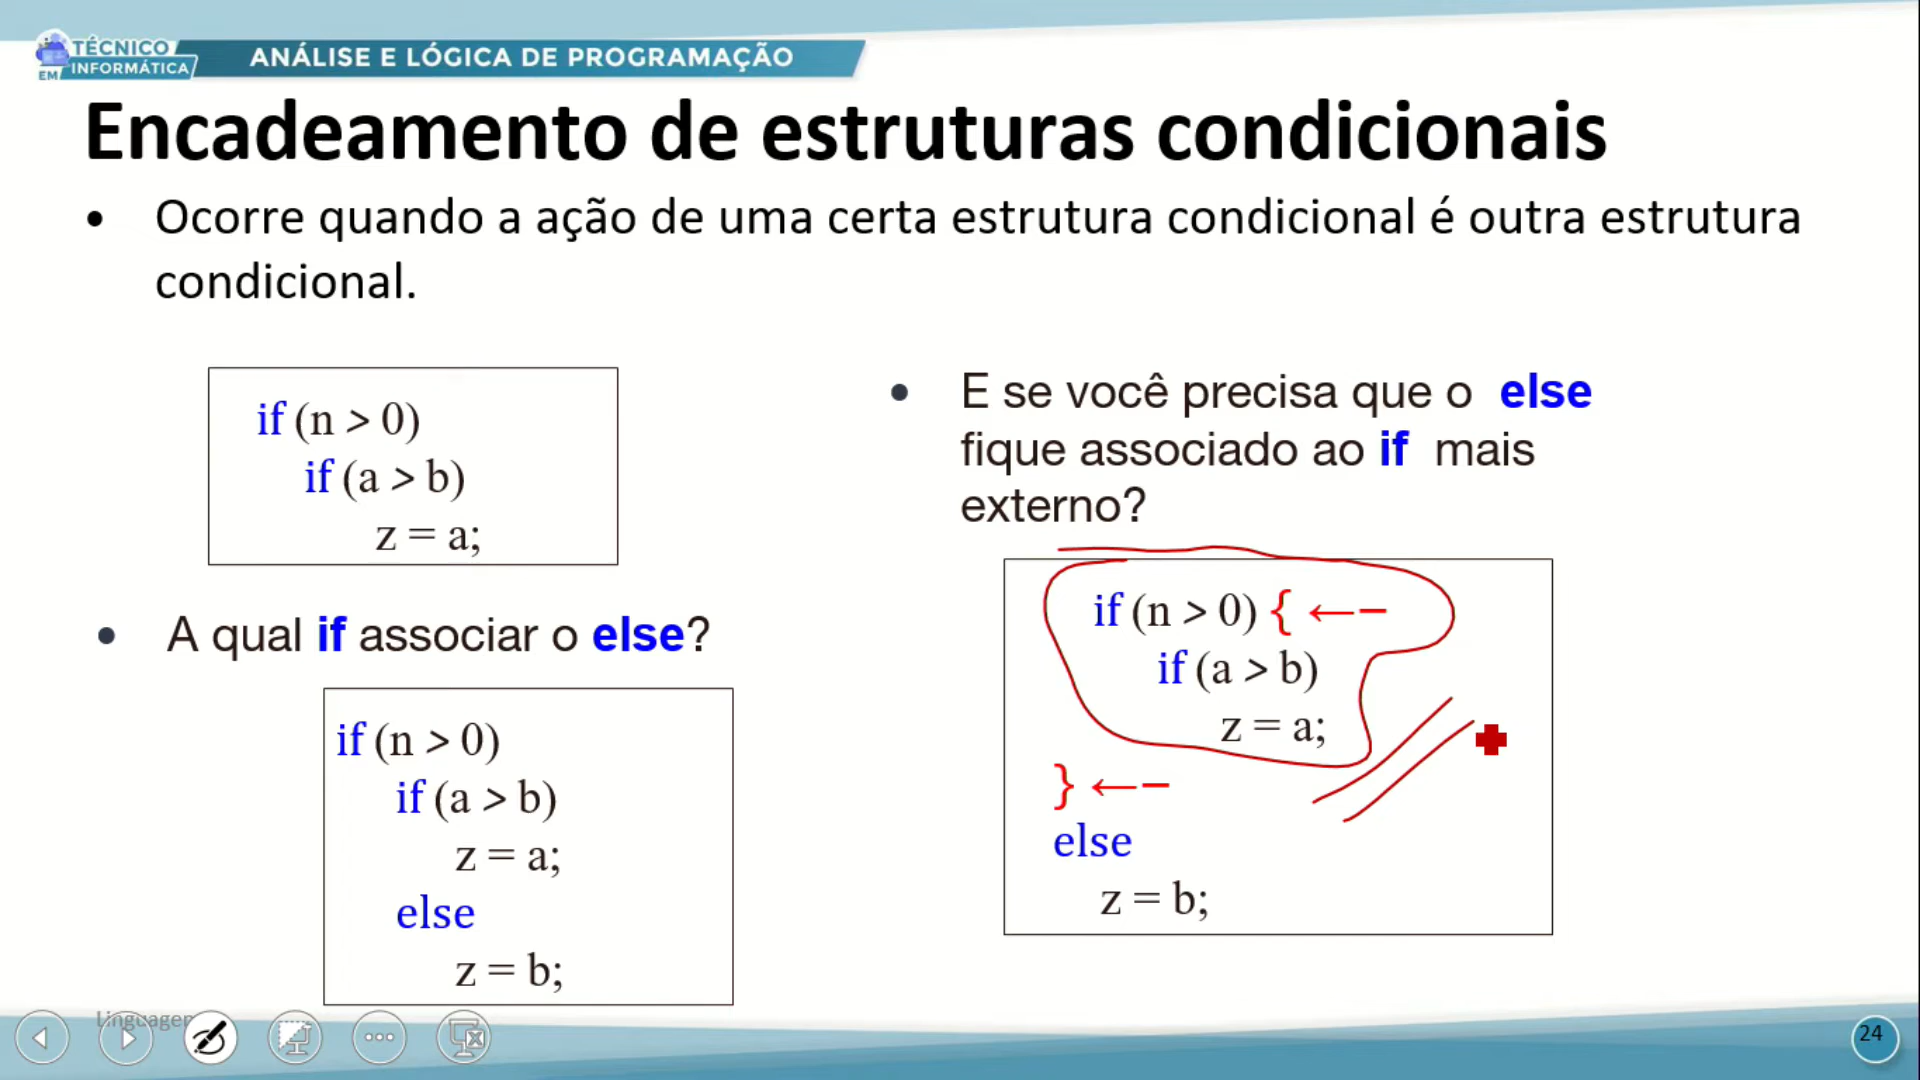 TÉCNICO
EM INFORMÁTICA
ANÁLISE E LÓGICA DE PROGRAMAÇÃO
Encadeamento de estruturas condicionais
• Ocorre quando a ação de uma certa estrutura condicional é outra estrutura
condicional.
if (n > 0)
if (a > b)
z = a;
• A qual if associar o else?
if (n > 0)
if (a > b)
z = a;
else
z = b;
• E se você precisa que o else
fique associado ao if mais
externo?
if (n > 0) { ←–
if (a > b)
z = a;
} ←–
else
z = b;
24